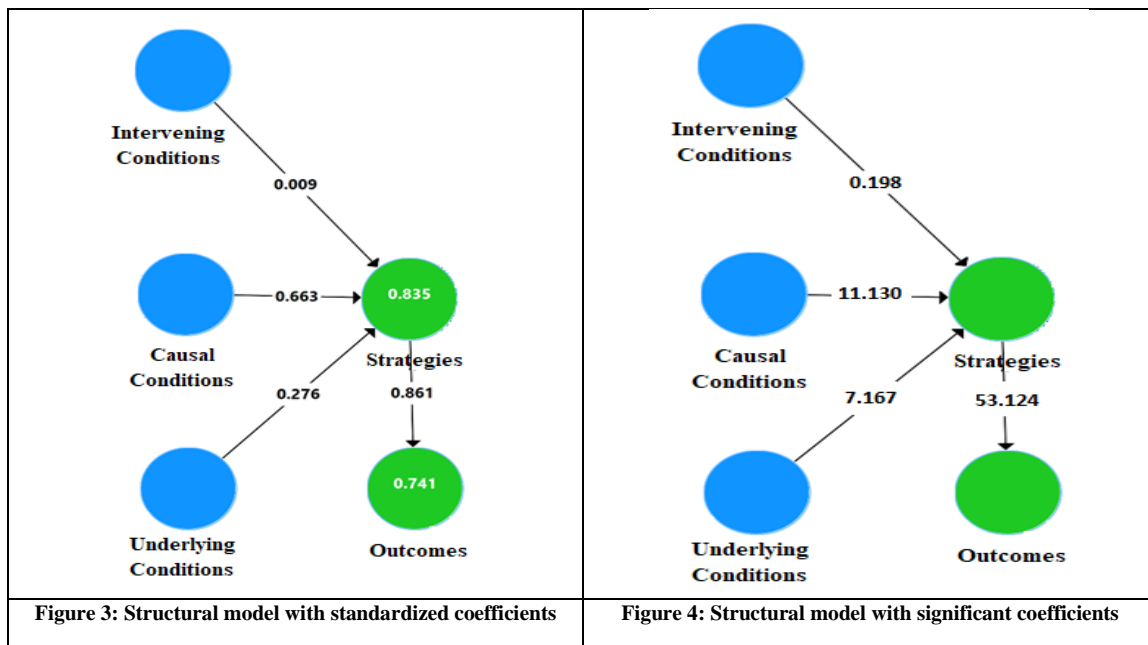 Intervening
Conditions
0.009
0.663
0.835
Causal
Conditions
Strategies
0.276
0.861
0.741
Underlying
Conditions
Outcomes
Figure 3: Structural model with standardized coefficients
Intervening
Conditions
0.198
11.130
Causal
Conditions
Strategies
7.167
53.124
Underlying
Conditions
Outcomes
Figure 4: Structural model with significant coefficients